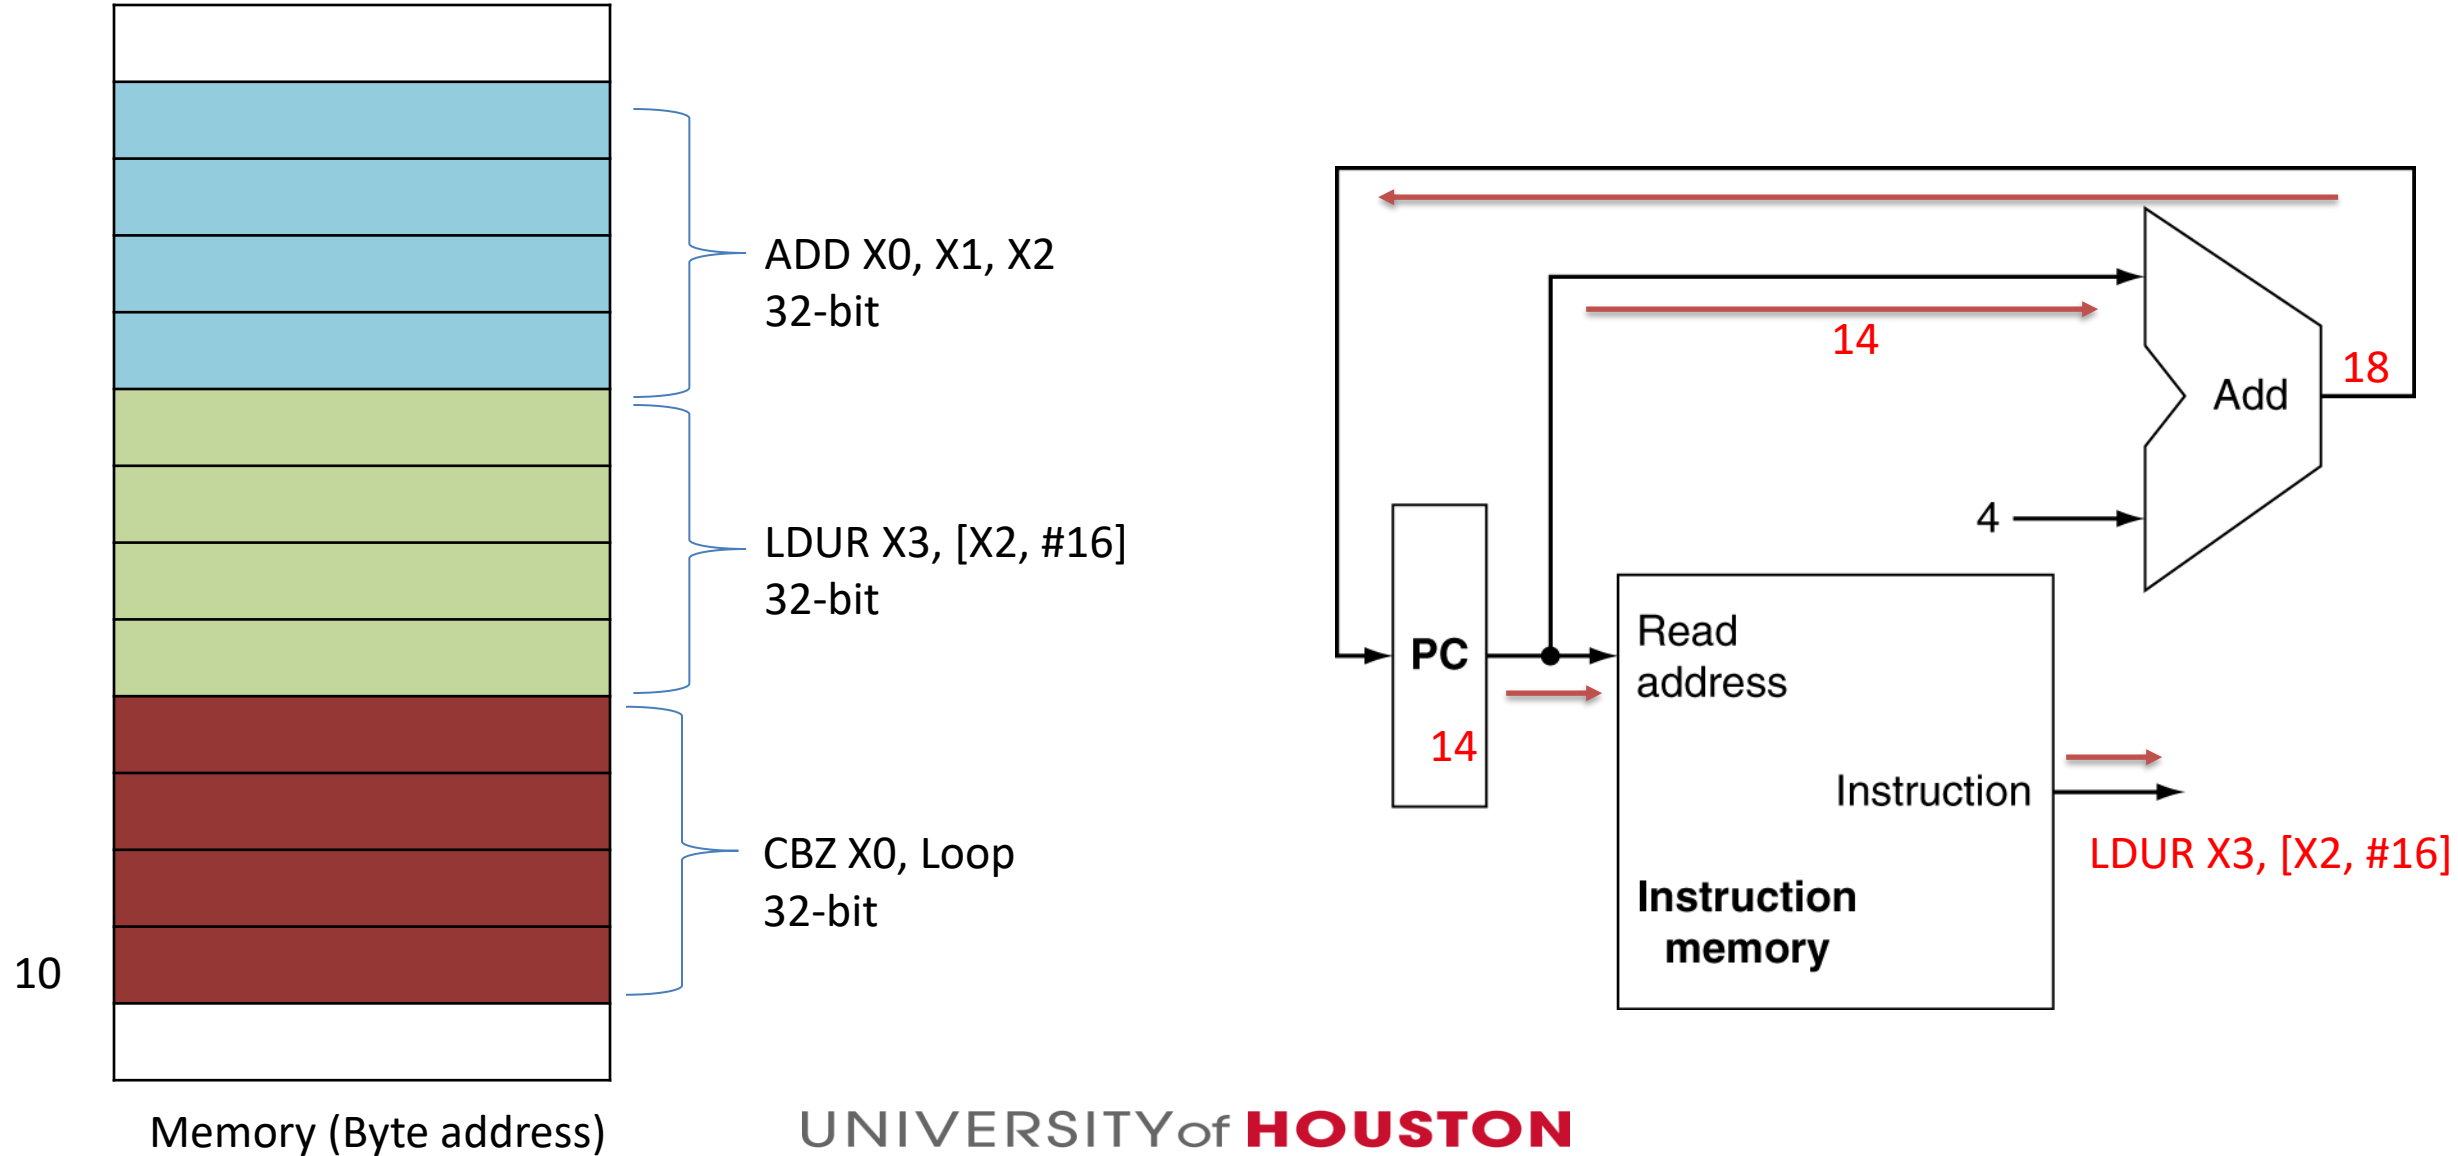 ADD X0, X1, X2
32-bit
LDUR X3, [X2, #16]
32-bit
CBZ X0, Loop
32-bit
10
Memory (Byte address)
14
18
Add
4
PC
14
Read
address
Instruction
LDUR X3, [X2, #16]
Instruction
memory
UNIVERSITY of HOUSTON